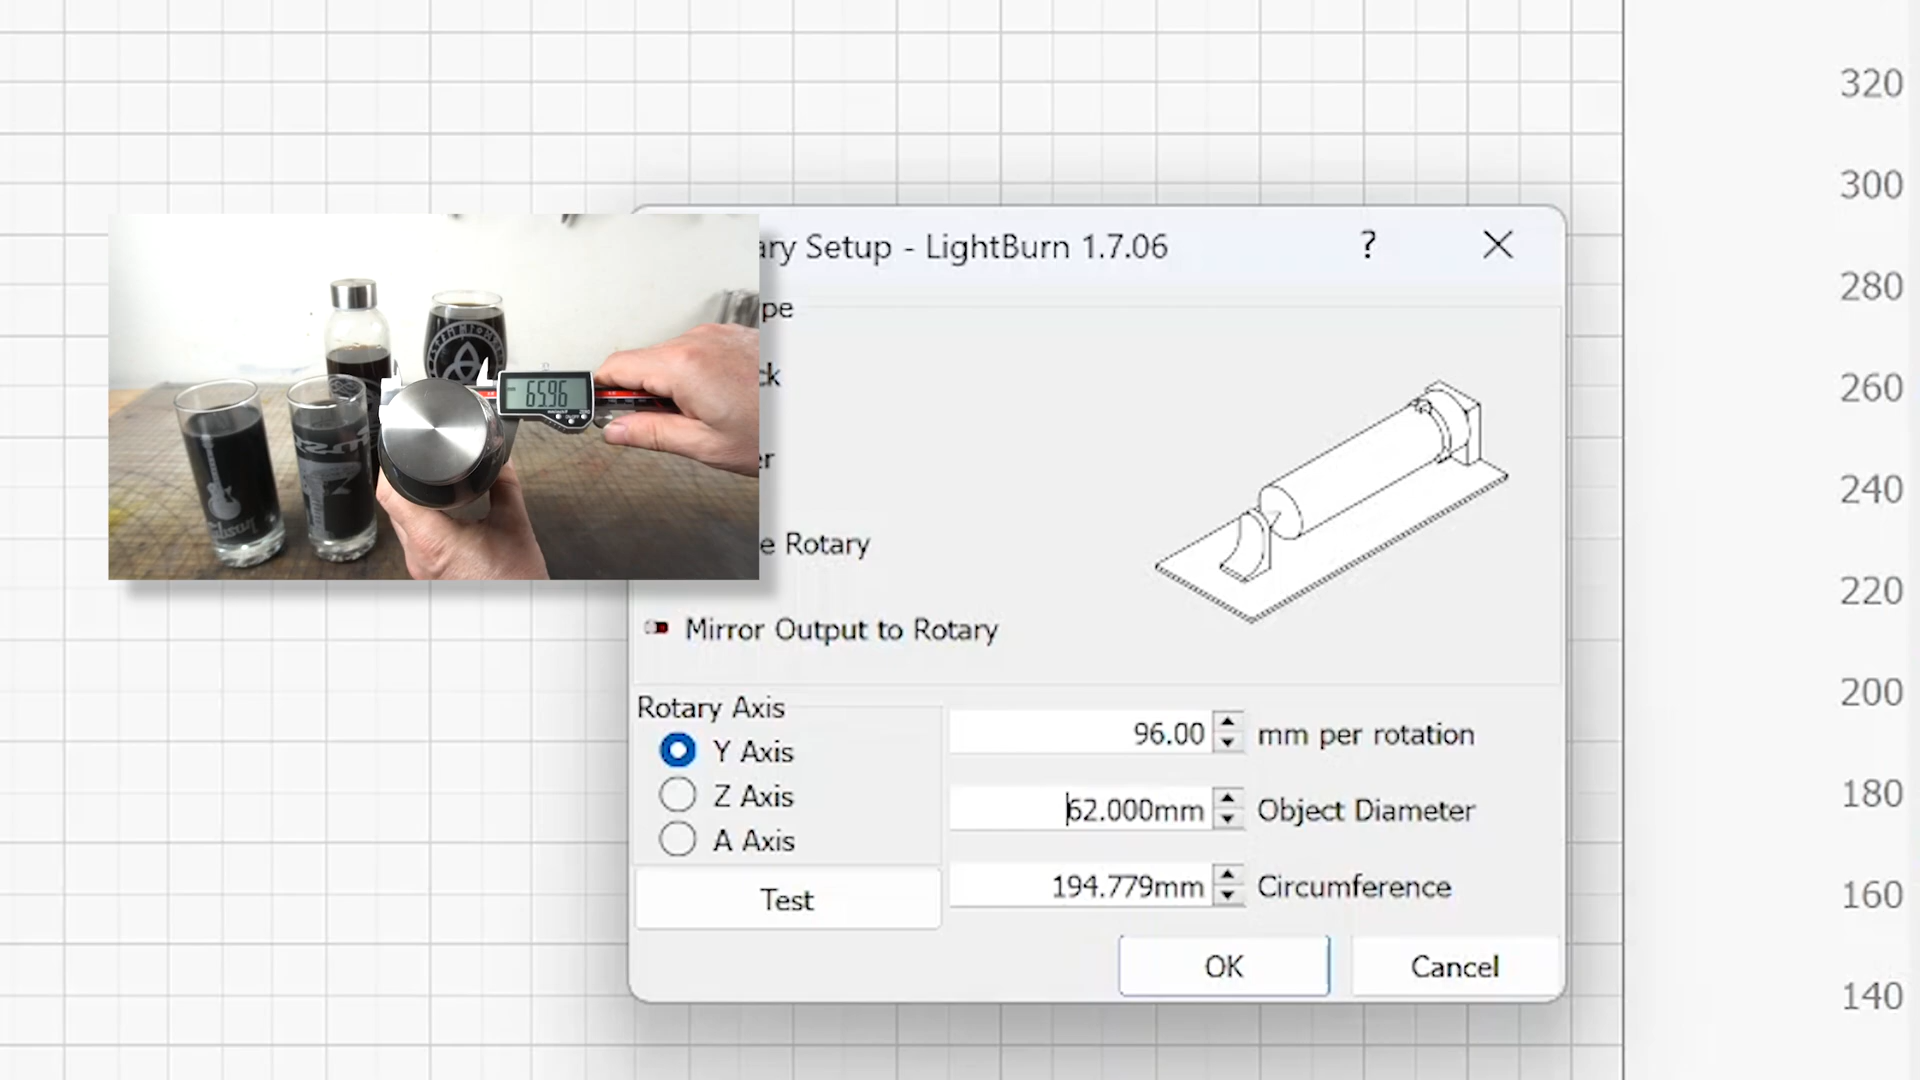 320
300
ary Setup - LightBurn 1.7.06
?
280
pe
ck
260
65.96
er
240
e Rotary
220
Mirror Output to Rotary
200
Rotary Axis
Y Axis
96.00
mm per rotation
Z Axis
62.000mm
Object Diameter
180
A Axis
194.779mm
Circumference
160
Test
OK
Cancel
140